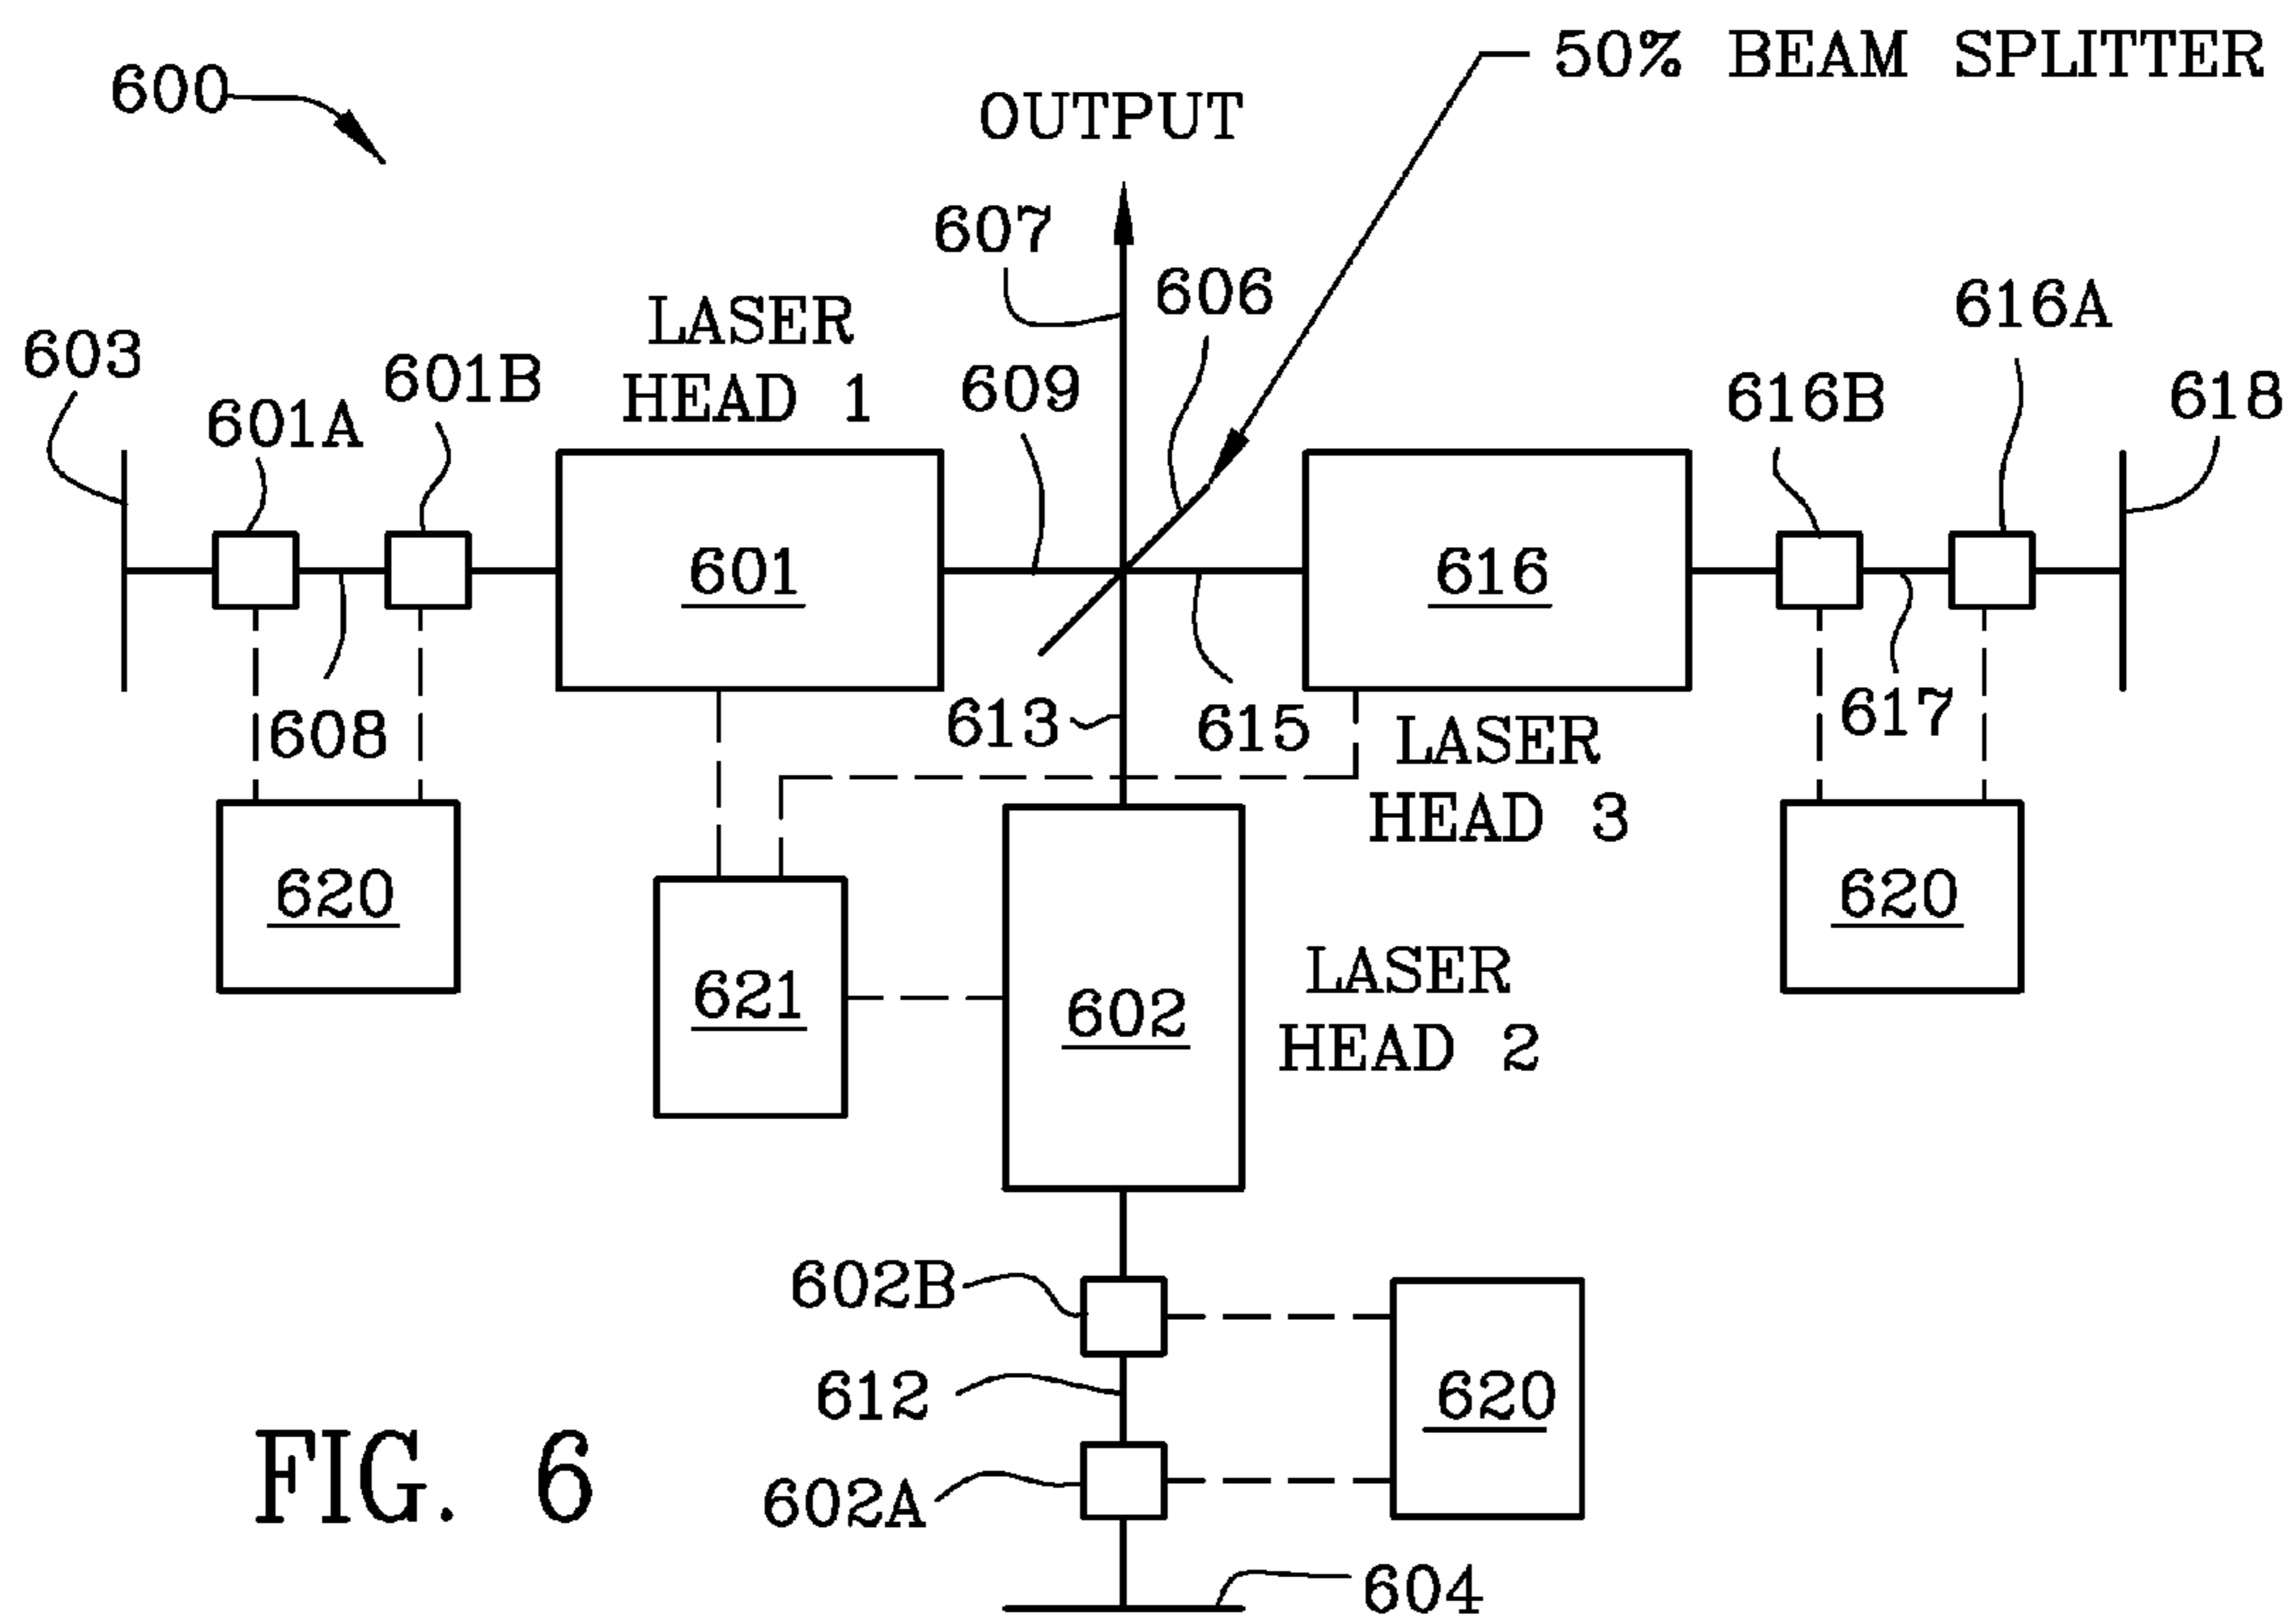 50% BEAM SPLITTER
600
OUTPUT
607
606
616A
LASER
HEAD 1
603
601B
609
616B
618
601A
601
616
608
613
615
LASER
HEAD 3
617
620
620
621
602
LASER
HEAD 2
602B
612
620
602A
604
FIG. 6